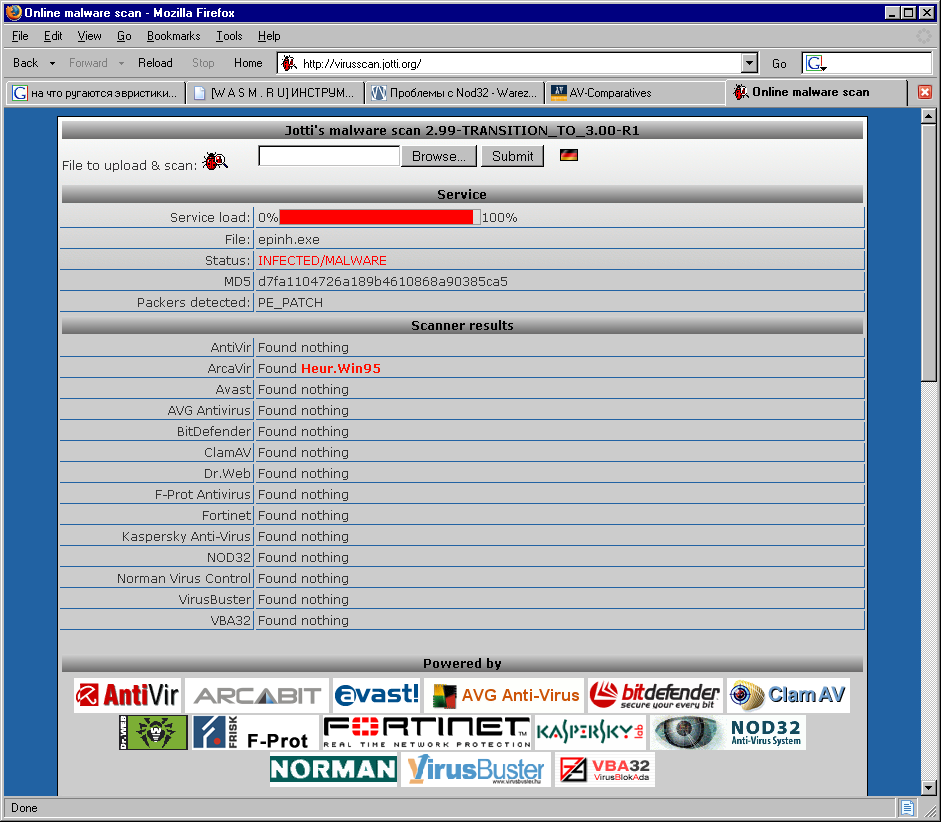 Online malware scan - Mozilla Firefox
File Edit View Go Bookmarks Tools Help
Back Forward Reload Stop Home http://virusscan.jotti.org/ Go G
G на что ругаются эвристики... [W A S M . R U] ИНСТРУМ... Проблемы с Nod32 - Warez... AV-Comparatives Online malware scan
Jotti's malware scan 2.99-TRANSITION_TO_3.00-R1
File to upload & scan: Browse... Submit
Service
Service load: 0% 100%
File: epinh.exe
Status: INFECTED/MALWARE
MD5 d7fa1104726a189b4610868a90385ca5
Packers detected: PE_PATCH
Scanner results
AntiVir Found nothing
ArcaVir Found Heur.Win95
Avast Found nothing
AVG Antivirus Found nothing
BitDefender Found nothing
ClamAV Found nothing
Dr.Web Found nothing
F-Prot Antivirus Found nothing
Fortinet Found nothing
Kaspersky Anti-Virus Found nothing
NOD32 Found nothing
Norman Virus Control Found nothing
VirusBuster Found nothing
VBA32 Found nothing
Powered by
AntiVir ARCABIT avast! AVG Anti-Virus bitdefender secure your every bit ClamAV
DR.WEB FRISK F-Prot FORTINET REAL TIME NETWORK PROTECTION KASPERSKY lab NOD32 Anti-Virus System
NORMAN VirusBuster www.virusbuster.hu VBA32 VirusBlokAda
Done